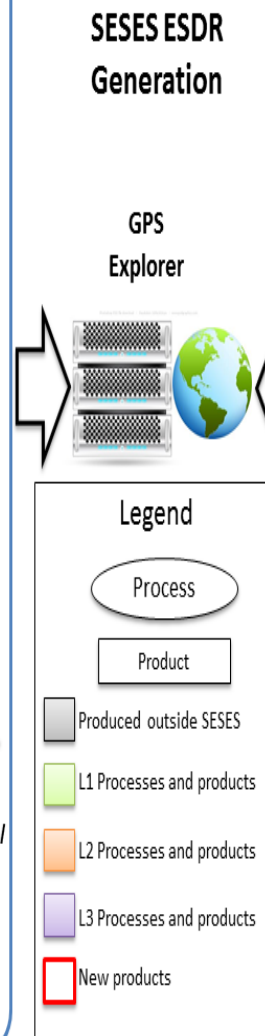 SESES ESDR
Generation
GPS
Explorer
Legend
Process
Product
Produced outside SESES
L1 Processes and products
L2 Processes and products
L3 Processes and products
New products